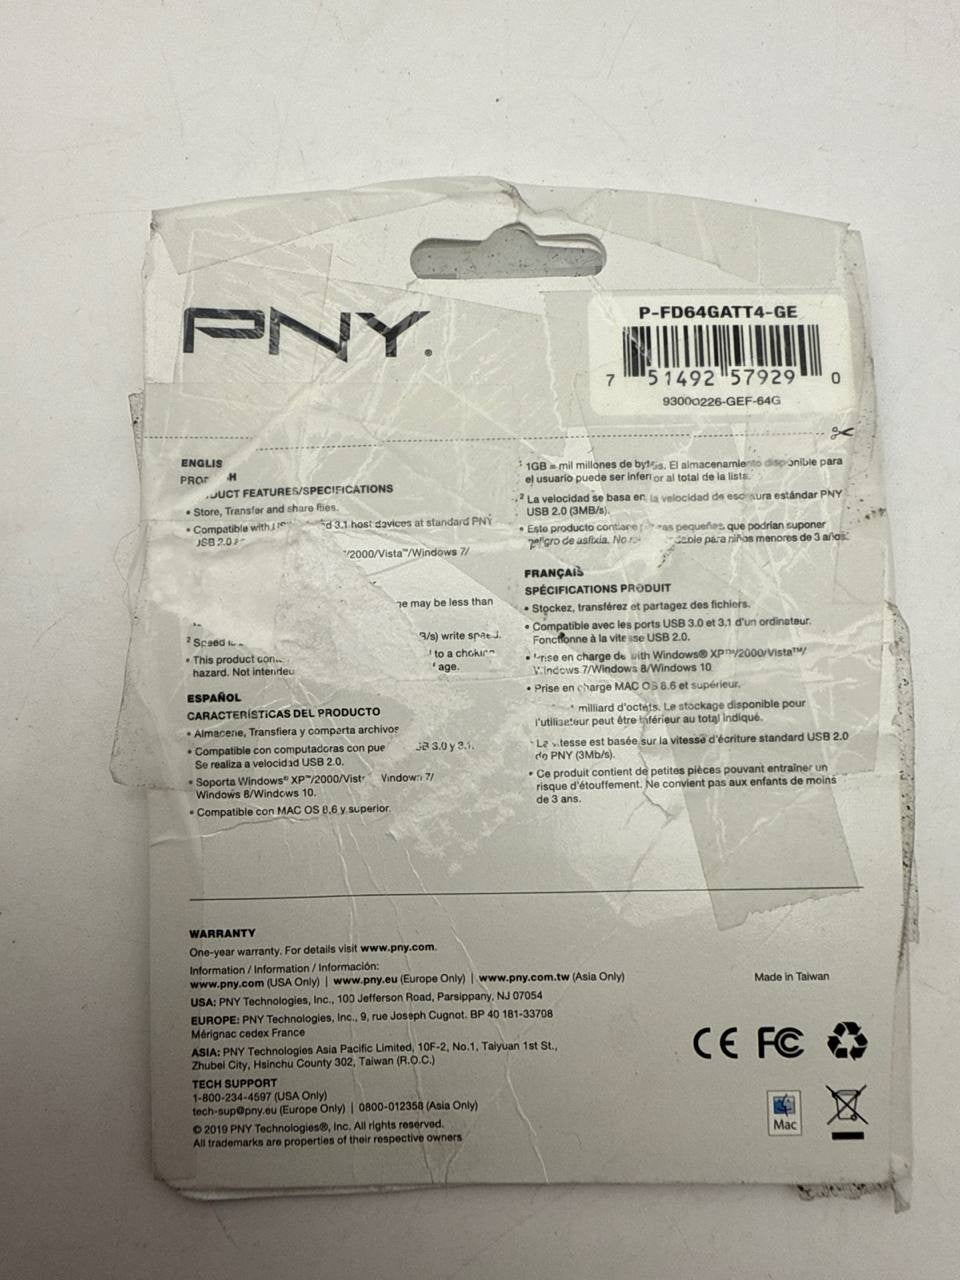 PNY®
P-FD64GATT4-GE
7 51492 57929 0
93000226-GEF-64G
ENGLIS
H
UCT FEATURES/SPECIFICATIONS
• Store, Transfer and share files.
• Compatible with 3.1 host devices at standard PNY
USB 2.0
/2000/Vista™/Windows 7/
may be less than
² Speed write speed.
• This product to a choking
hazard. Not intended age.
ESPAÑOL
CARACTERÍSTICAS DEL PRODUCTO
• Almacene, Transfiera y comparta archivos
• Compatible con computadoras con pue 3.0 y 3.1.
Se realiza a velocidad USB 2.0.
• Soporta Windows® XP™/2000/Vist Window 7/
Windows 8/Windows 10.
• Compatible con MAC OS 8.6 y superior.
¹ 1GB = mil millones de bytes. El almacenamiento disponible para
el usuario puede ser inferior al total de la lista.
² La velocidad se basa en la velocidad de escritura estándar PNY
USB 2.0 (3MB/s).
• Este producto contiene pequeñas que podrían suponer
peligro de asfixia. No para niños menores de 3 años.
FRANÇAIS
SPÉCIFICATIONS PRODUIT
• Stockez, transférez et partagez des fichiers.
• Compatible avec les ports USB 3.0 et 3.1 d'un ordinateur.
Fonctionne à la vitesse USB 2.0.
• Prise en charge de with Windows® XP™/2000/Vista™/
Windows 7/Windows 8/Windows 10
• Prise en charge MAC OS 8.6 et supérieur.
milliard d'octets. Le stockage disponible pour
l'utilisateur peut être inférieur au total indiqué.
La vitesse est basée sur la vitesse d'écriture standard USB 2.0
de PNY (3Mb/s).
• Ce produit contient de petites pièces pouvant entraîner un
risque d'étouffement. Ne convient pas aux enfants de moins
de 3 ans.
WARRANTY
One-year warranty. For details visit www.pny.com.
Information / Information / Información:
www.pny.com (USA Only) | www.pny.eu (Europe Only) | www.pny.com.tw (Asia Only)
USA: PNY Technologies, Inc., 100 Jefferson Road, Parsippany, NJ 07054
EUROPE: PNY Technologies, Inc., 9, rue Joseph Cugnot. BP 40 181-33708
Mérignac cedex France
ASIA: PNY Technologies Asia Pacific Limited, 10F-2, No.1, Taiyuan 1st St.,
Zhubei City, Hsinchu County 302, Taiwan (R.O.C.)
TECH SUPPORT
1-800-234-4597 (USA Only)
tech-sup@pny.eu (Europe Only) | 0800-012358 (Asia Only)
© 2019 PNY Technologies®, Inc. All rights reserved.
All trademarks are properties of their respective owners
Made in Taiwan
CE FC
Mac